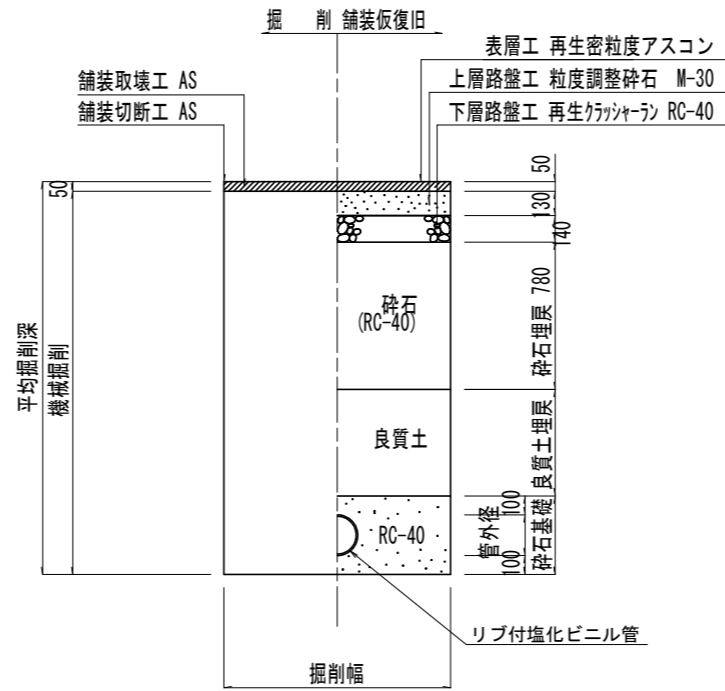 掘　削 舗装仮復旧
表層工 再生密粒度アスコン
舗装取壊工 AS
上層路盤工 粒度調整砕石 M-30
舗装切断工 AS
下層路盤工 再生クラッシャーラン RC-40
50
50
130
140
砕石
(RC-40)
砕石埋戻 780
平均掘削深
機械掘削
良質土
良質土埋戻
100
RC-40
管外径
砕石基礎
100
リブ付塩化ビニル管
掘削幅